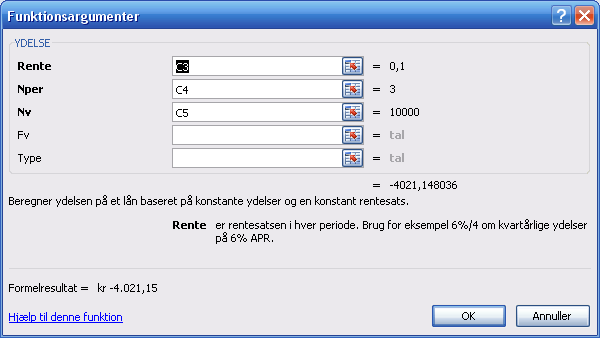 Funktionsargumenter
YDELSE
Rente C3 = 0,1
Nper C4 = 3
Nv C5 = 10000
Fv = tal
Type = tal
= -4021,148036
Beregner ydelsen på et lån baseret på konstante ydelser og en konstant rentesats.
Rente er rentesatsen i hver periode. Brug for eksempel 6%/4 om kvartårlige ydelser
på 6% APR.
Formelresultat = kr -4.021,15
Hjælp til denne funktion OK Annuller